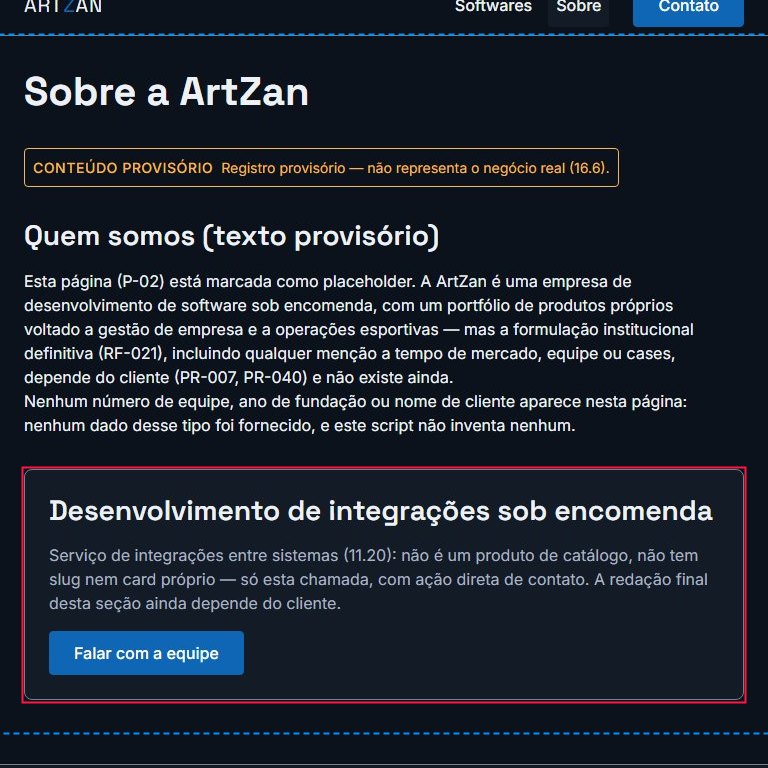 ARTZAN
Softwares
Sobre
Contato
Sobre a ArtZan
CONTEÚDO PROVISÓRIO Registro provisório — não representa o negócio real (16.6).
Quem somos (texto provisório)
Esta página (P-02) está marcada como placeholder. A ArtZan é uma empresa de
desenvolvimento de software sob encomenda, com um portfólio de produtos próprios
voltado a gestão de empresa e a operações esportivas — mas a formulação institucional
definitiva (RF-021), incluindo qualquer menção a tempo de mercado, equipe ou cases,
depende do cliente (PR-007, PR-040) e não existe ainda.
Nenhum número de equipe, ano de fundação ou nome de cliente aparece nesta página:
nenhum dado desse tipo foi fornecido, e este script não inventa nenhum.
Desenvolvimento de integrações sob encomenda
Serviço de integrações entre sistemas (11.20): não é um produto de catálogo, não tem
slug nem card próprio — só esta chamada, com ação direta de contato. A redação final
desta seção ainda depende do cliente.
Falar com a equipe